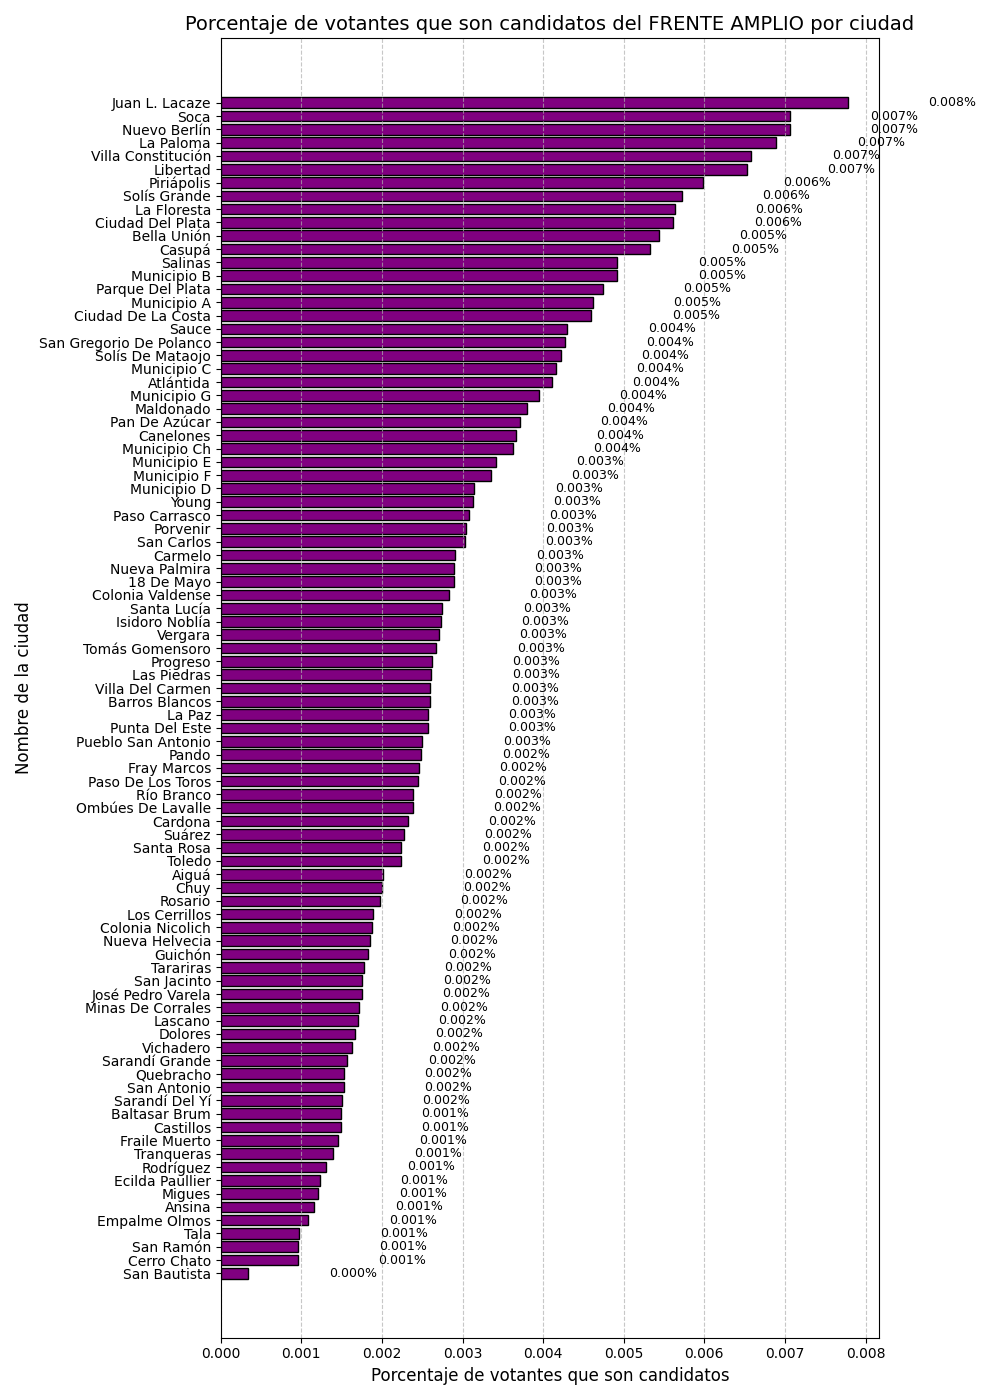 Porcentaje de votantes que son candidatos del FRENTE AMPLIO por ciudad
Juan L. Lacaze 0.008%
Soca 0.007%
Nuevo Berlín 0.007%
La Paloma 0.007%
Villa Constitución 0.007%
Libertad 0.007%
Piriápolis 0.006%
Solís Grande 0.006%
La Floresta 0.006%
Ciudad Del Plata 0.006%
Bella Unión 0.005%
Casupá 0.005%
Salinas 0.005%
Municipio B 0.005%
Parque Del Plata 0.005%
Municipio A 0.005%
Ciudad De La Costa 0.005%
Sauce 0.004%
San Gregorio De Polanco 0.004%
Solís De Mataojo 0.004%
Municipio C 0.004%
Atlántida 0.004%
Municipio G 0.004%
Maldonado 0.004%
Pan De Azúcar 0.004%
Canelones 0.004%
Municipio Ch 0.004%
Municipio E 0.003%
Municipio F 0.003%
Municipio D 0.003%
Young 0.003%
Paso Carrasco 0.003%
Porvenir 0.003%
San Carlos 0.003%
Carmelo 0.003%
Nueva Palmira 0.003%
18 De Mayo 0.003%
Colonia Valdense 0.003%
Santa Lucía 0.003%
Isidoro Noblía 0.003%
Vergara 0.003%
Tomás Gomensoro 0.003%
Progreso 0.003%
Las Piedras 0.003%
Villa Del Carmen 0.003%
Barros Blancos 0.003%
La Paz 0.003%
Punta Del Este 0.003%
Pueblo San Antonio 0.003%
Pando 0.002%
Fray Marcos 0.002%
Paso De Los Toros 0.002%
Río Branco 0.002%
Ombúes De Lavalle 0.002%
Cardona 0.002%
Suárez 0.002%
Santa Rosa 0.002%
Toledo 0.002%
Aiguá 0.002%
Chuy 0.002%
Rosario 0.002%
Los Cerrillos 0.002%
Colonia Nicolich 0.002%
Nueva Helvecia 0.002%
Guichón 0.002%
Tarariras 0.002%
San Jacinto 0.002%
José Pedro Varela 0.002%
Minas De Corrales 0.002%
Lascano 0.002%
Dolores 0.002%
Vichadero 0.002%
Sarandí Grande 0.002%
Quebracho 0.002%
San Antonio 0.002%
Sarandí Del Yí 0.002%
Baltasar Brum 0.001%
Castillos 0.001%
Fraile Muerto 0.001%
Tranqueras 0.001%
Rodríguez 0.001%
Ecilda Paullier 0.001%
Migues 0.001%
Ansina 0.001%
Empalme Olmos 0.001%
Tala 0.001%
San Ramón 0.001%
Cerro Chato 0.001%
San Bautista 0.000%
Nombre de la ciudad
0.000 0.001 0.002 0.003 0.004 0.005 0.006 0.007 0.008
Porcentaje de votantes que son candidatos